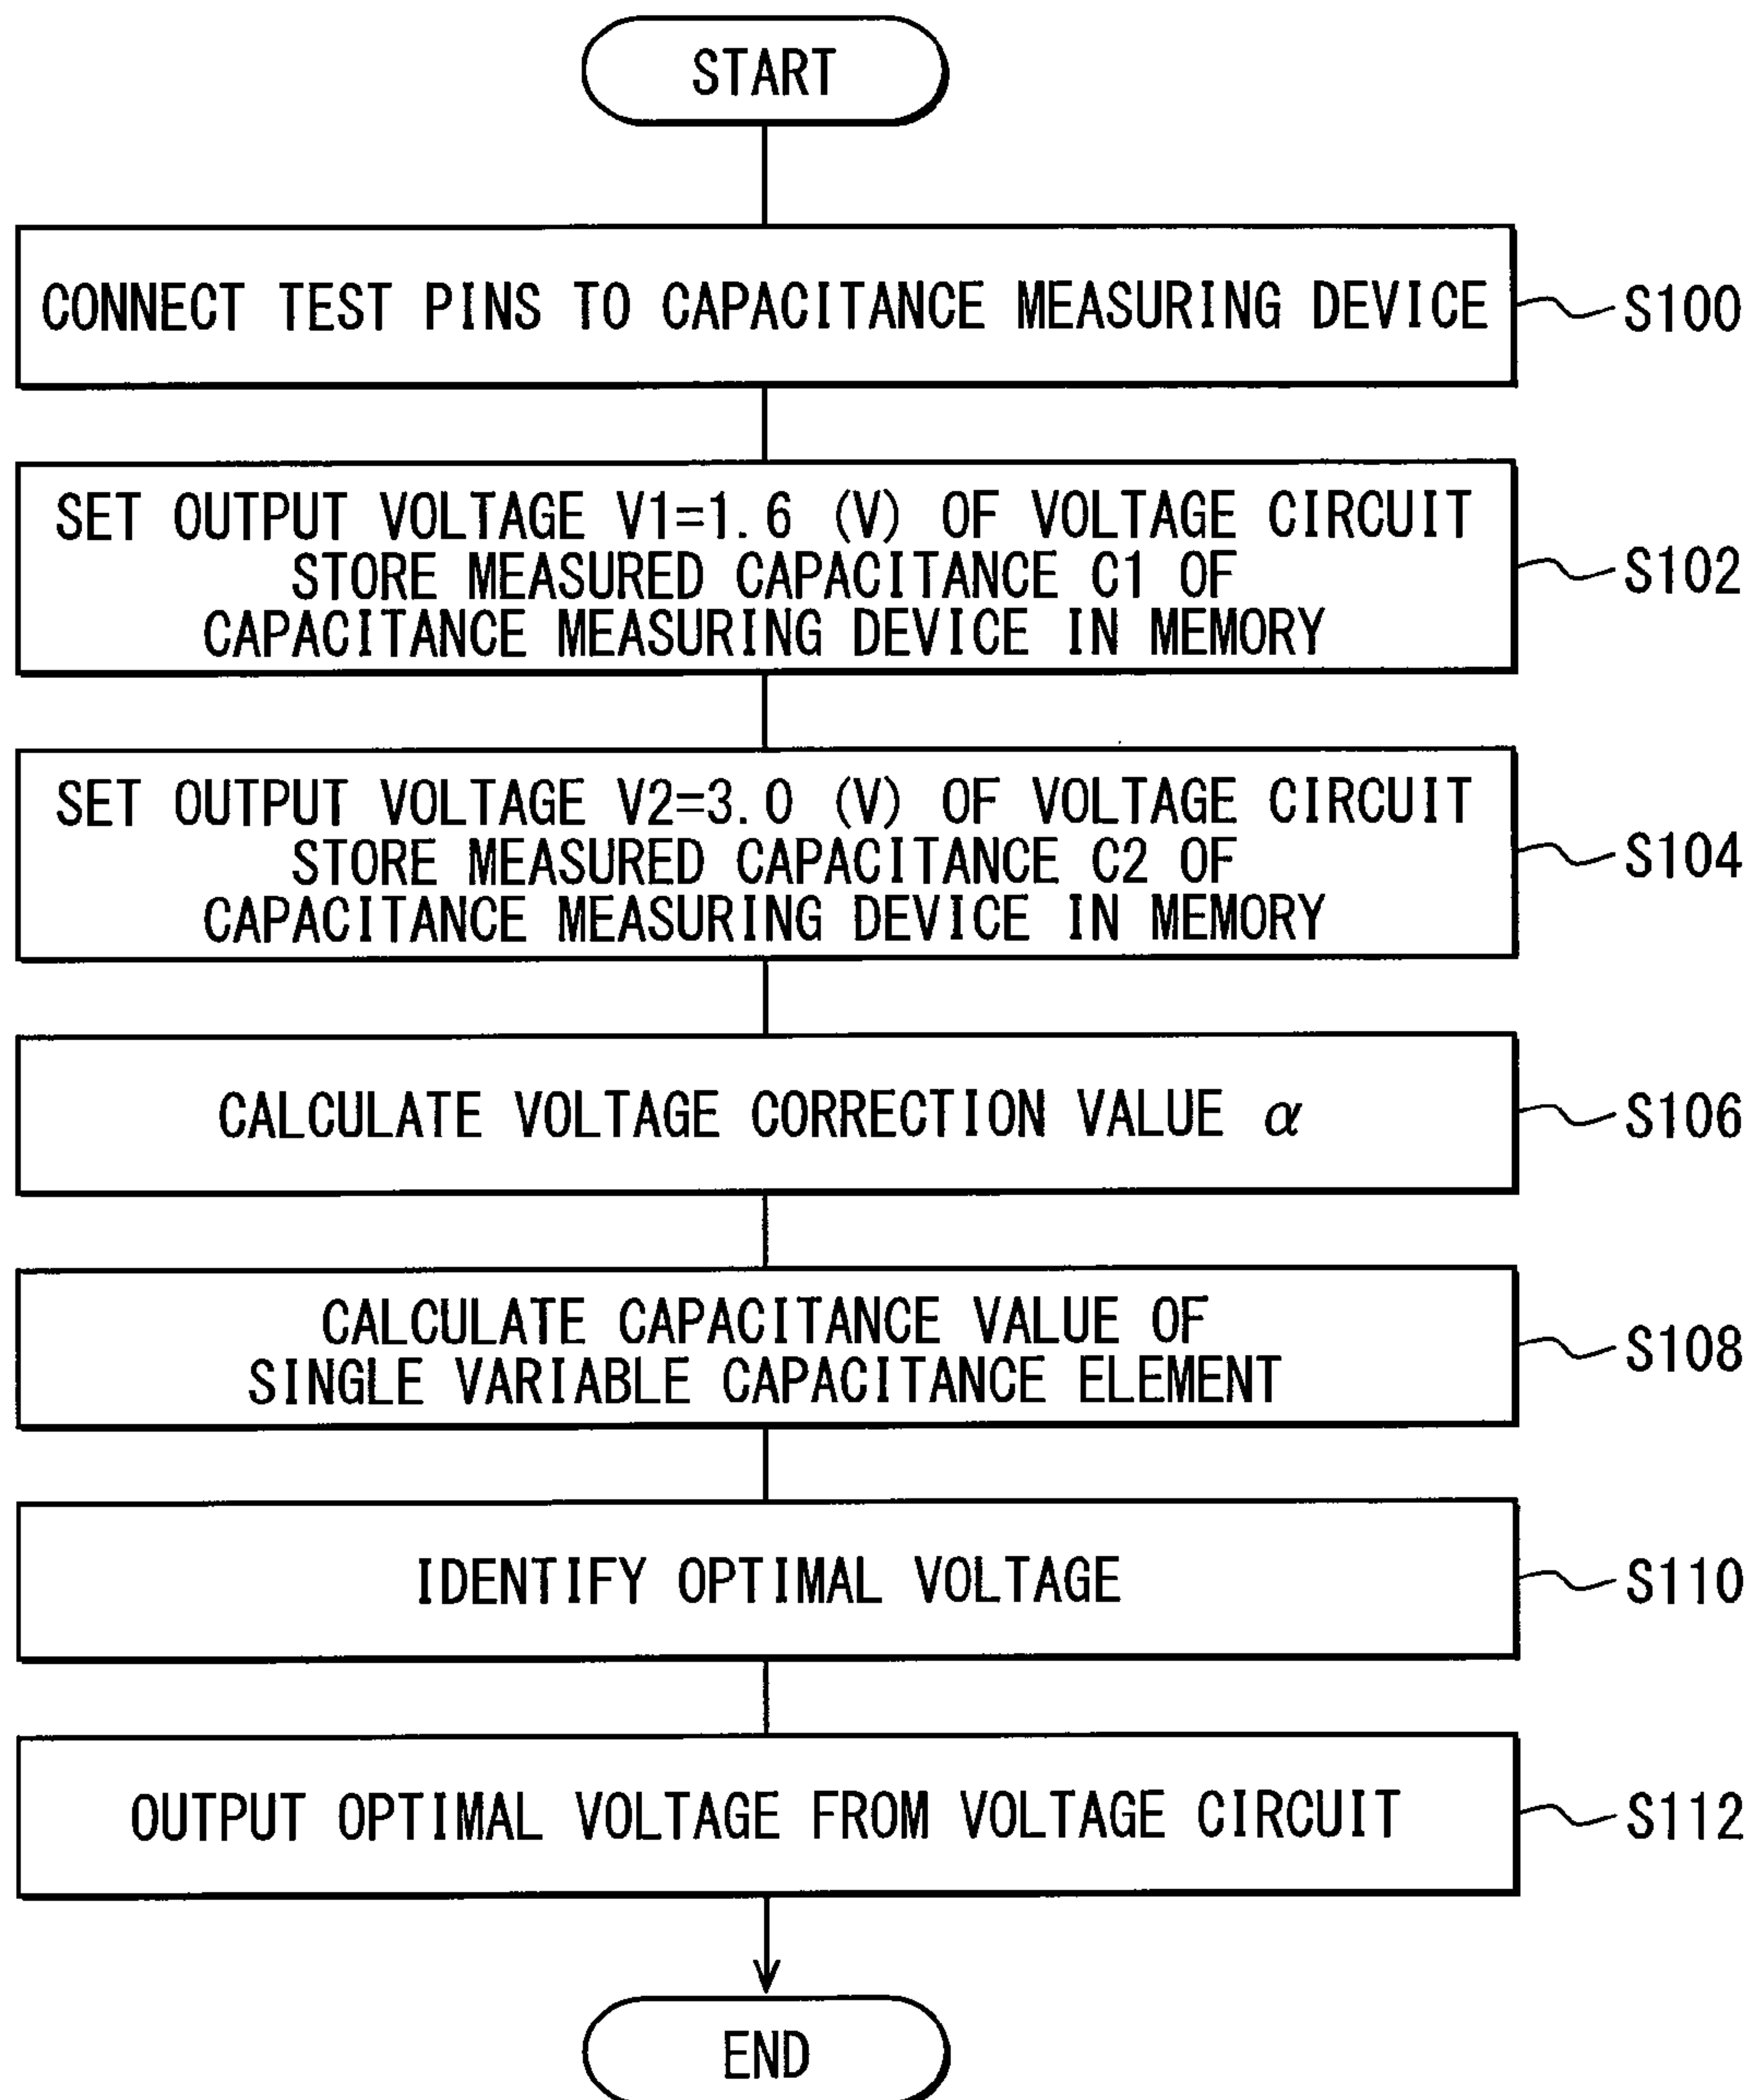 START
CONNECT TEST PINS TO CAPACITANCE MEASURING DEVICE
S100
SET OUTPUT VOLTAGE V1=1.6 (V) OF VOLTAGE CIRCUIT
STORE MEASURED CAPACITANCE C1 OF
CAPACITANCE MEASURING DEVICE IN MEMORY
S102
SET OUTPUT VOLTAGE V2=3.0 (V) OF VOLTAGE CIRCUIT
STORE MEASURED CAPACITANCE C2 OF
CAPACITANCE MEASURING DEVICE IN MEMORY
S104
CALCULATE VOLTAGE CORRECTION VALUE α
S106
CALCULATE CAPACITANCE VALUE OF
SINGLE VARIABLE CAPACITANCE ELEMENT
S108
IDENTIFY OPTIMAL VOLTAGE
S110
OUTPUT OPTIMAL VOLTAGE FROM VOLTAGE CIRCUIT
S112
END